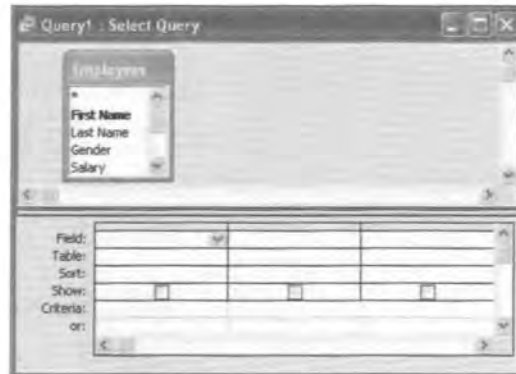 Query1 : Select Query
Employees
*
First Name
Last Name
Gender
Salary
Field:
Table:
Sort:
Show:
Criteria:
or: